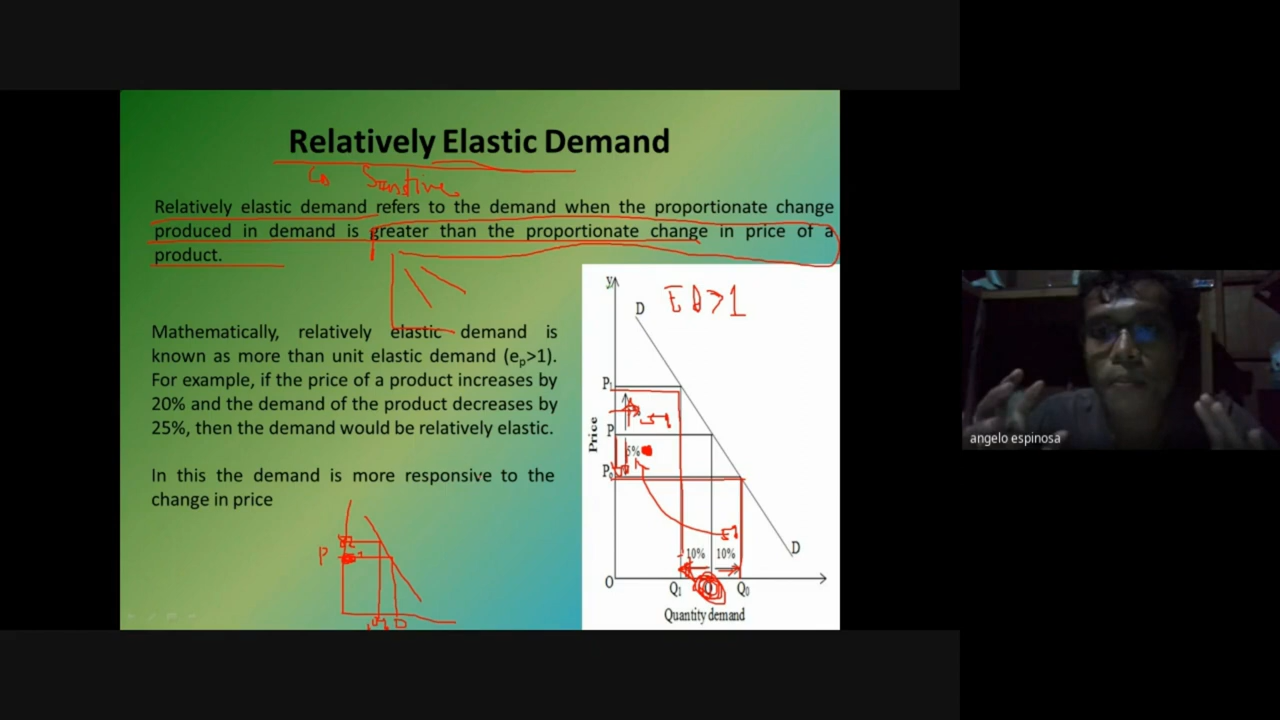 Relatively Elastic Demand
Relatively elastic demand refers to the demand when the proportionate change
produced in demand is greater than the proportionate change in price of a
product.
Mathematically, relatively elastic demand is
known as more than unit elastic demand (ep>1).
For example, if the price of a product increases by
20% and the demand of the product decreases by
25%, then the demand would be relatively elastic.
In this the demand is more responsive to the
change in price
P
D
y
D
ED>1
P1
P
P0
Price
5%
10% 10%
D
O Q1 Q Q0
Quantity demand
angelo espinosa